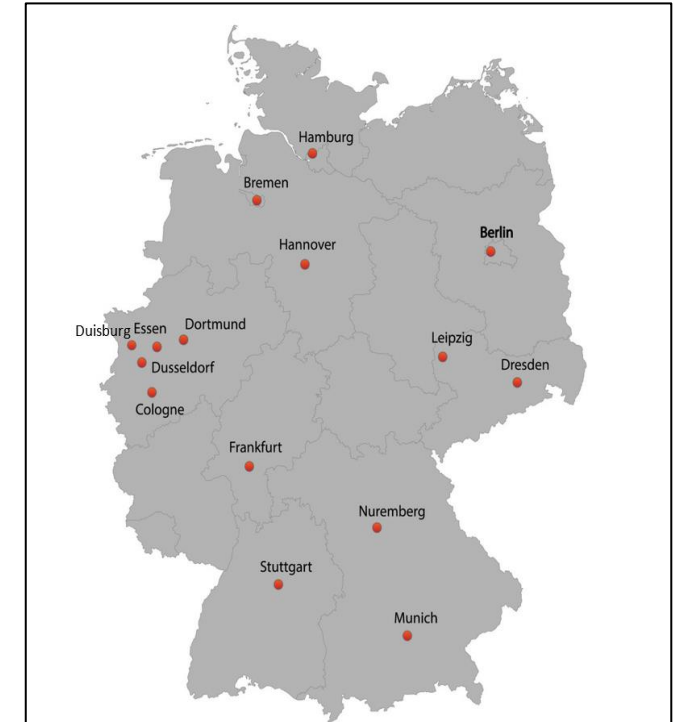 Hamburg
Bremen
Berlin
Hannover
Duisburg Essen Dortmund
Leipzig
Dusseldorf
Dresden
Cologne
Frankfurt
Nuremberg
Stuttgart
Munich